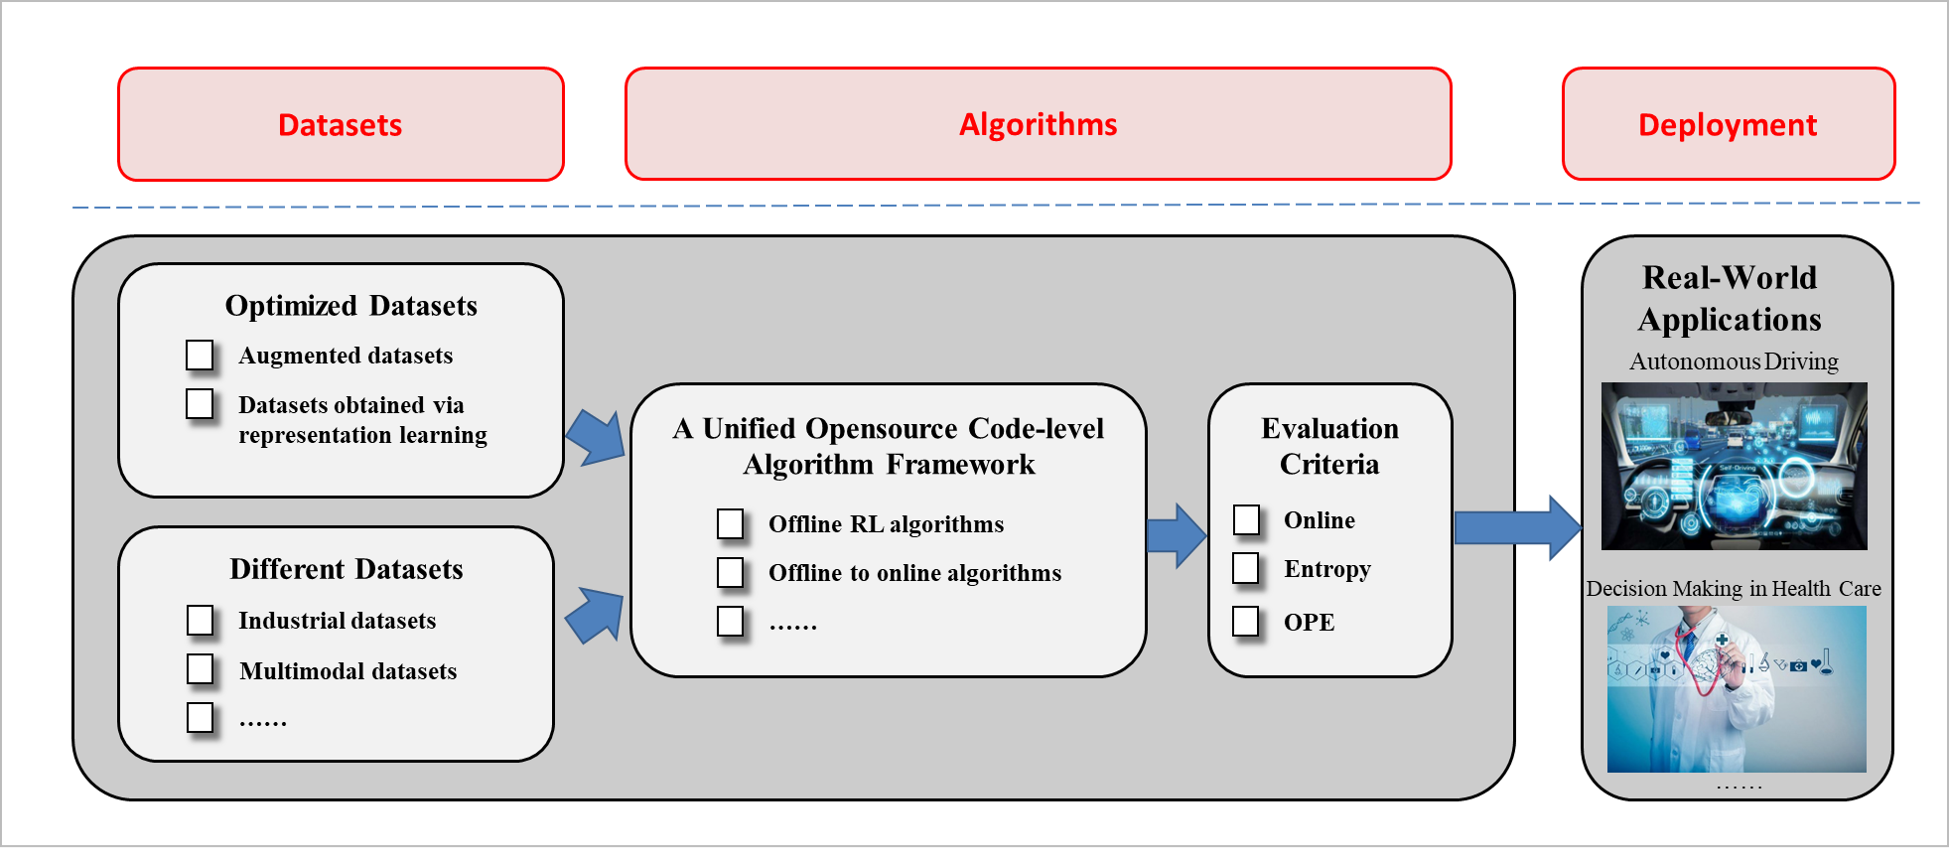 Datasets
Algorithms
Deployment
Optimized Datasets
Augmented datasets
Datasets obtained via
representation learning
Different Datasets
Industrial datasets
Multimodal datasets
……
A Unified Opensource Code-level
Algorithm Framework
Offline RL algorithms
Offline to online algorithms
……
Evaluation
Criteria
Online
Entropy
OPE
Real-World
Applications
Autonomous Driving
Self-Driving
Decision Making in Health Care
……